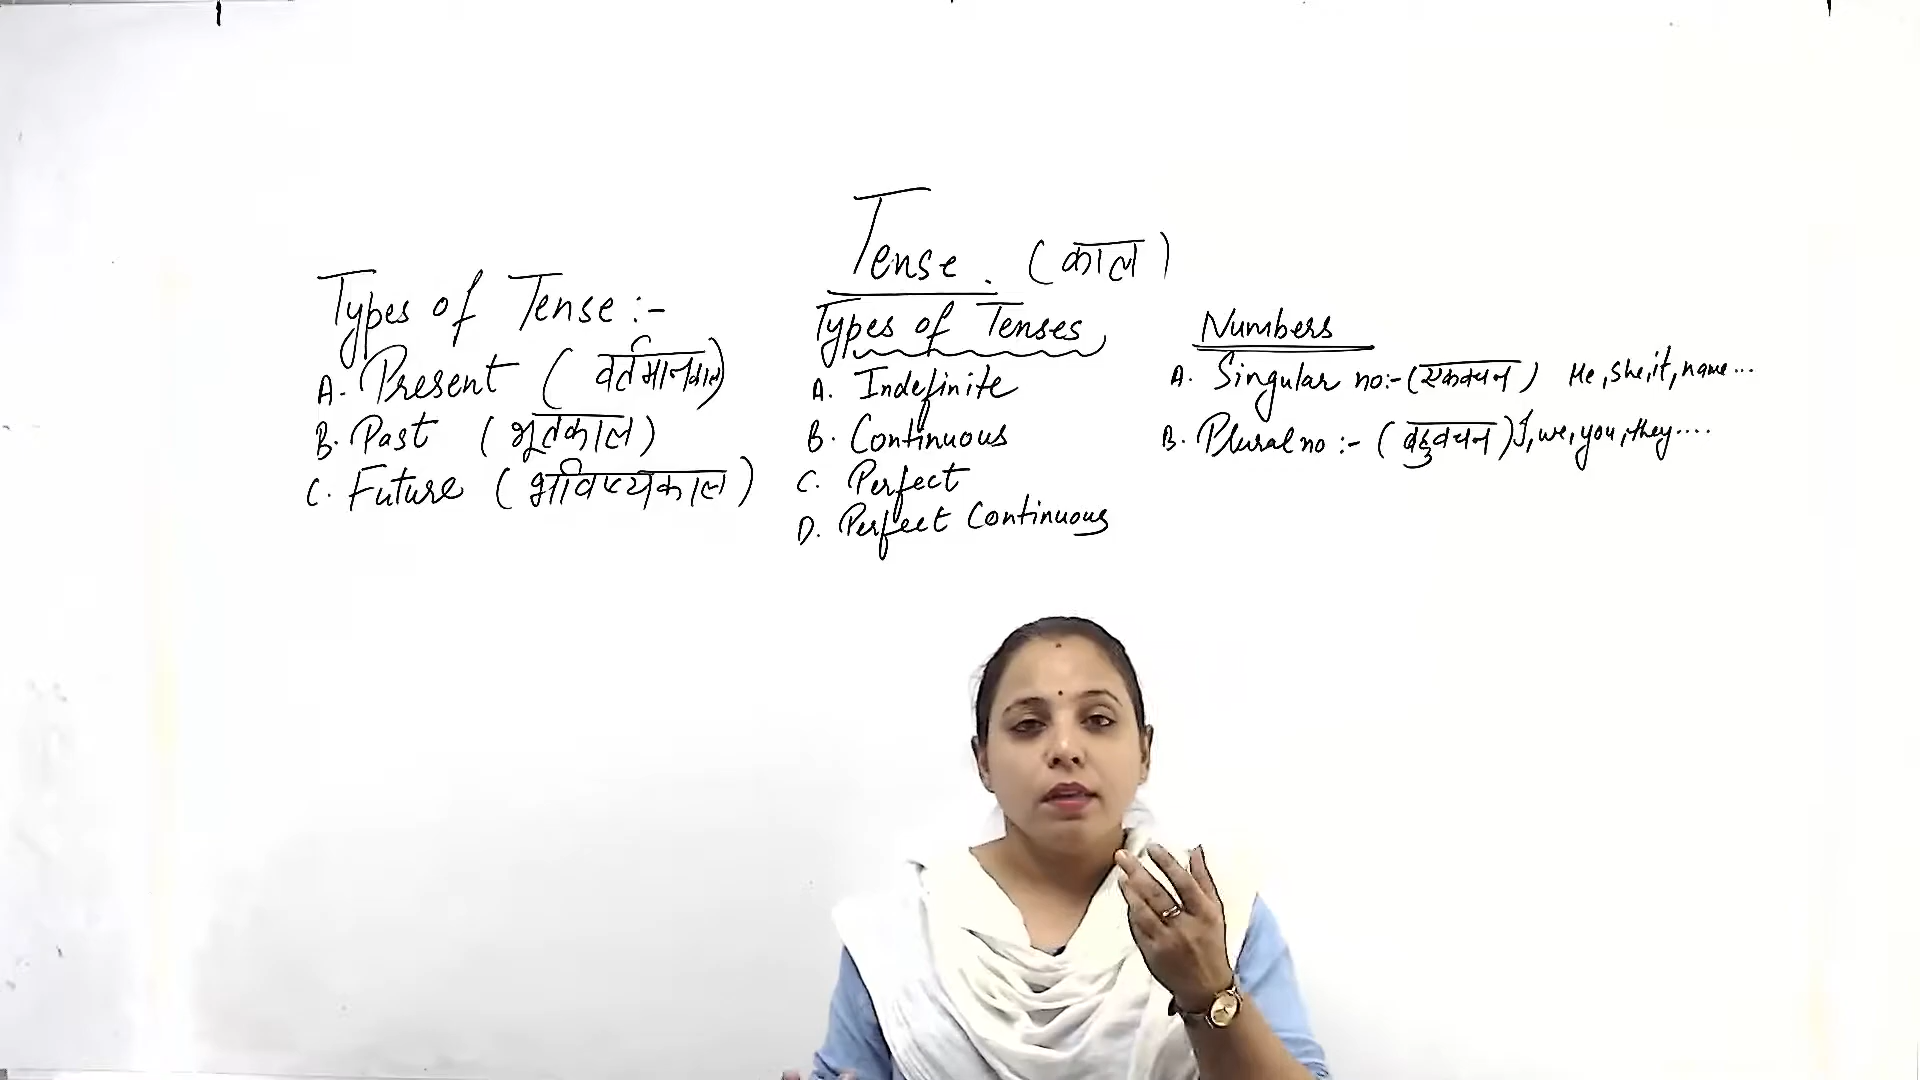 Tense. (काल)
Types of Tense:-
A. Present (वर्तमानकाल)
B. Past (भूतकाल)
C. Future (भविष्यकाल)
Types of Tenses
A. Indefinite
B. Continuous
C. Perfect
D. Perfect Continuous
Numbers
A. Singular no:- (एकवचन) He, she, it, name...
B. Plural no :- (बहुवचन) I, we, you, they....